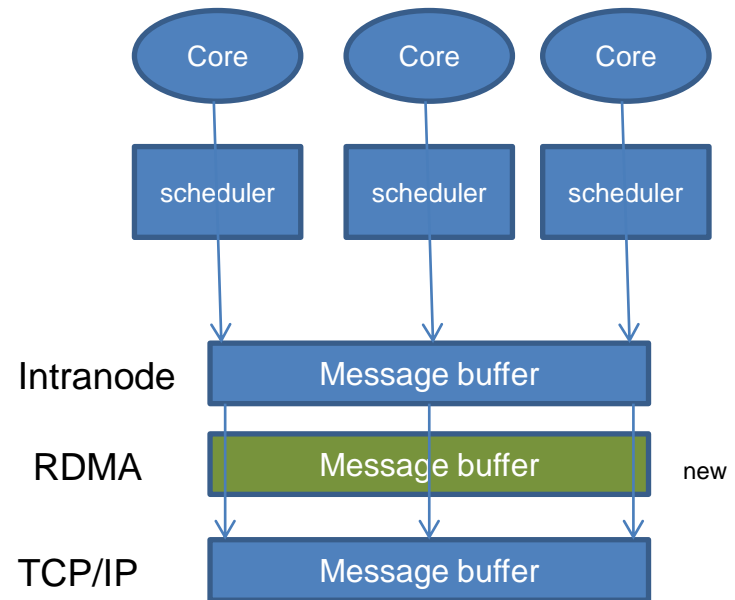 Core Core Core
scheduler scheduler scheduler
Intranode Message buffer
RDMA Message buffer new
TCP/IP Message buffer